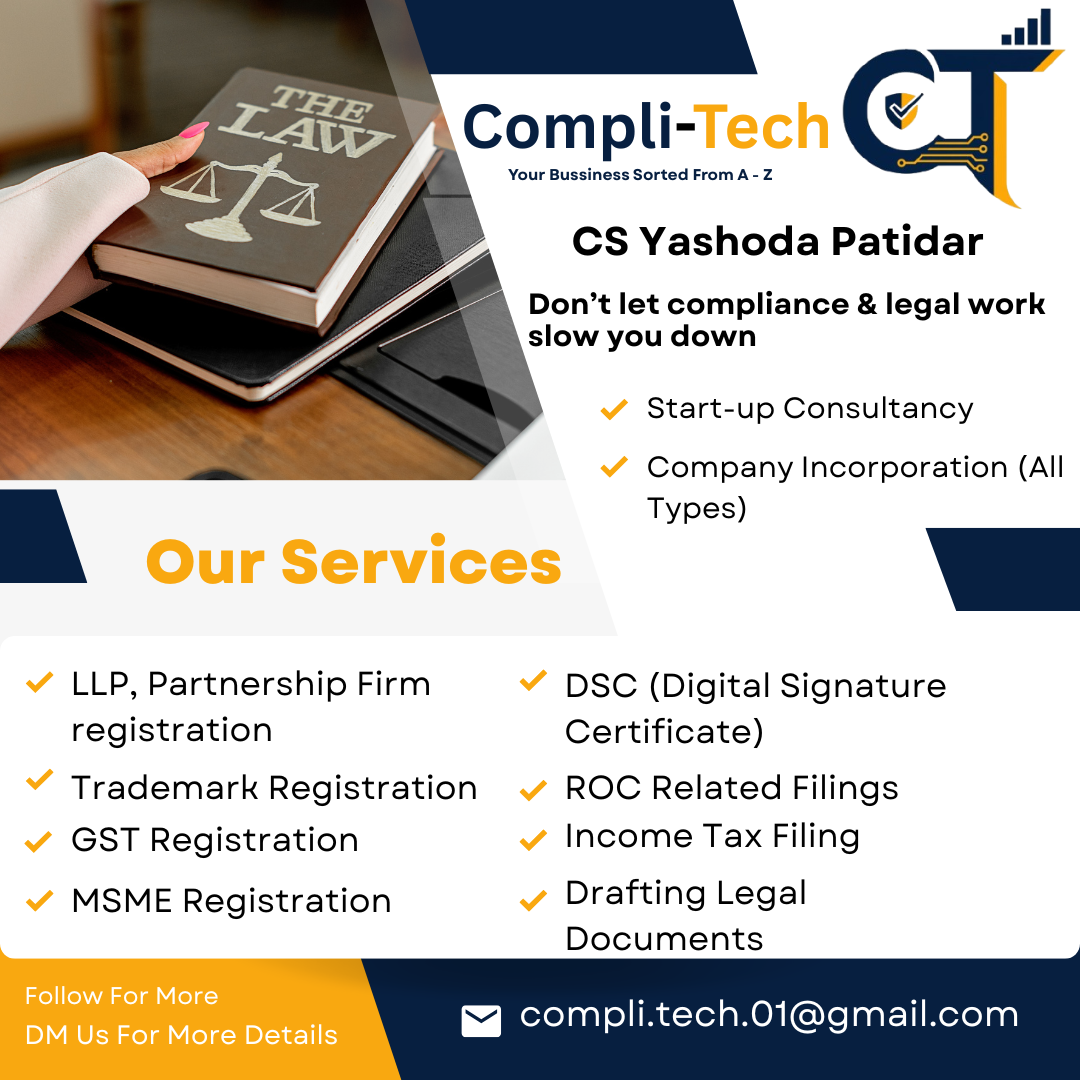 THE
LAW
Compli-Tech
CT
Your Bussiness Sorted From A - Z
CS Yashoda Patidar
Don’t let compliance & legal work
slow you down
Start-up Consultancy
Company Incorporation (All
Types)
Our Services
LLP, Partnership Firm
registration
Trademark Registration
GST Registration
MSME Registration
DSC (Digital Signature
Certificate)
ROC Related Filings
Income Tax Filing
Drafting Legal
Documents
Follow For More
DM Us For More Details
compli.tech.01@gmail.com